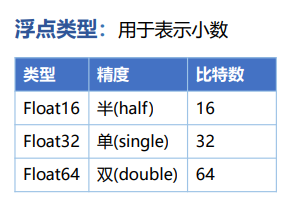 浮点类型：用于表示小数
类型 精度 比特数
Float16 半(half) 16
Float32 单(single) 32
Float64 双(double) 64